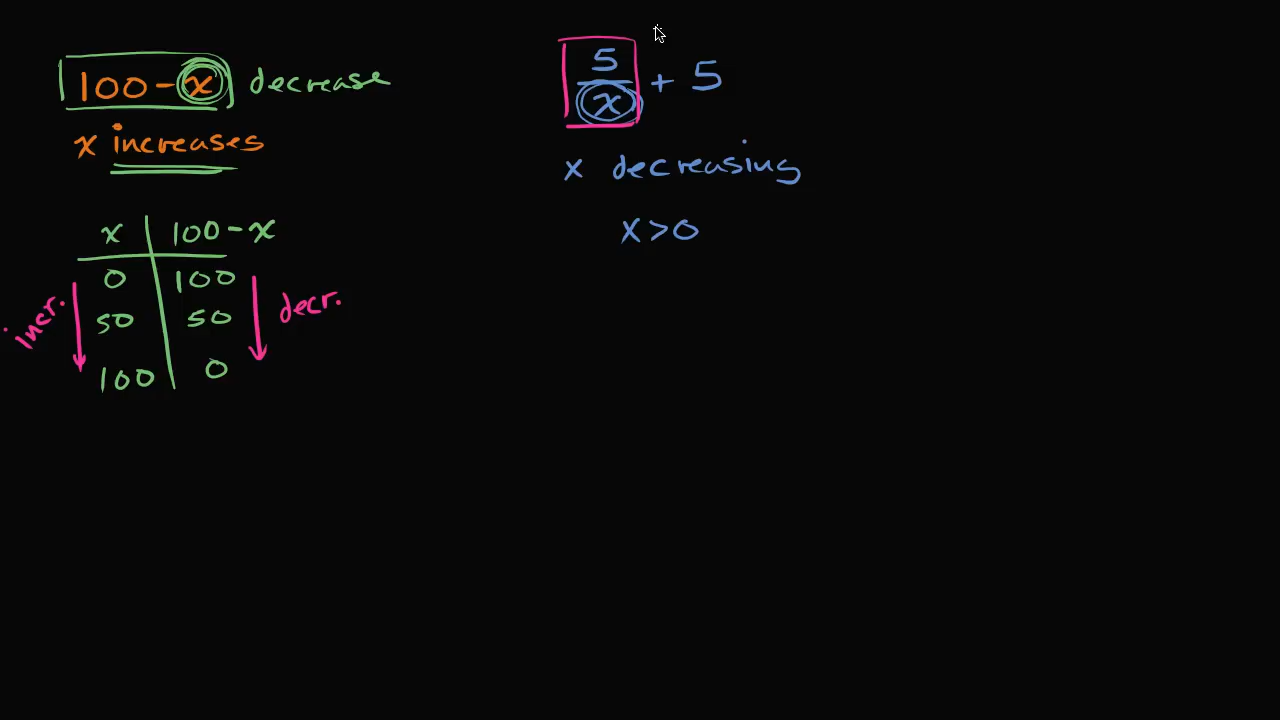 100 - x decrease
x increases
x | 100 - x
0 | 100
50 | 50
100 | 0
incr.
decr.
5/x + 5
x decreasing
x > 0